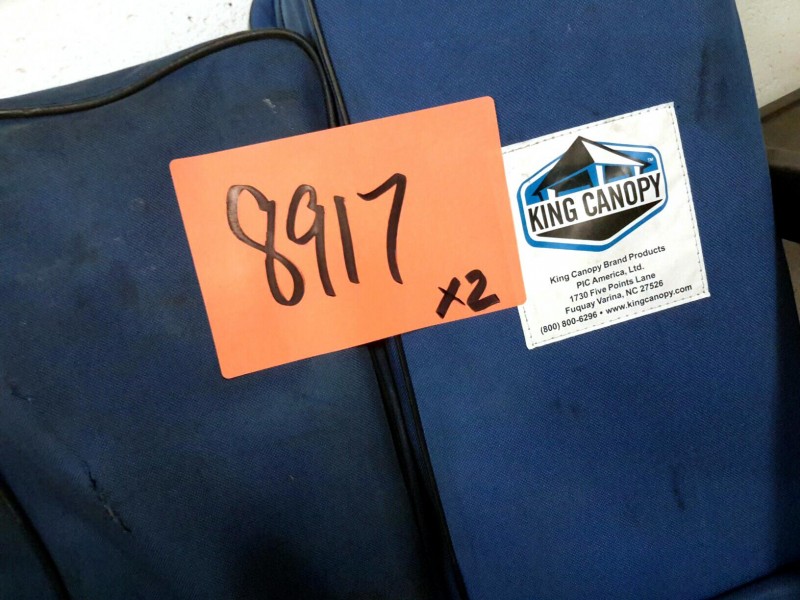 8917
x2
KING CANOPY
King Canopy Brand Products
PIC America, Ltd.
1730 Five Points Lane
Fuquay Varina, NC 27526
(800) 800-6296 • www.kingcanopy.com